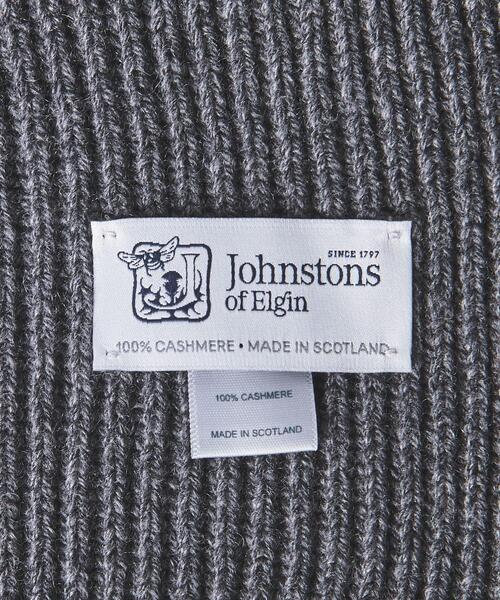 SINCE 1797
Johnstons
of Elgin
100% CASHMERE • MADE IN SCOTLAND
100% CASHMERE
MADE IN SCOTLAND